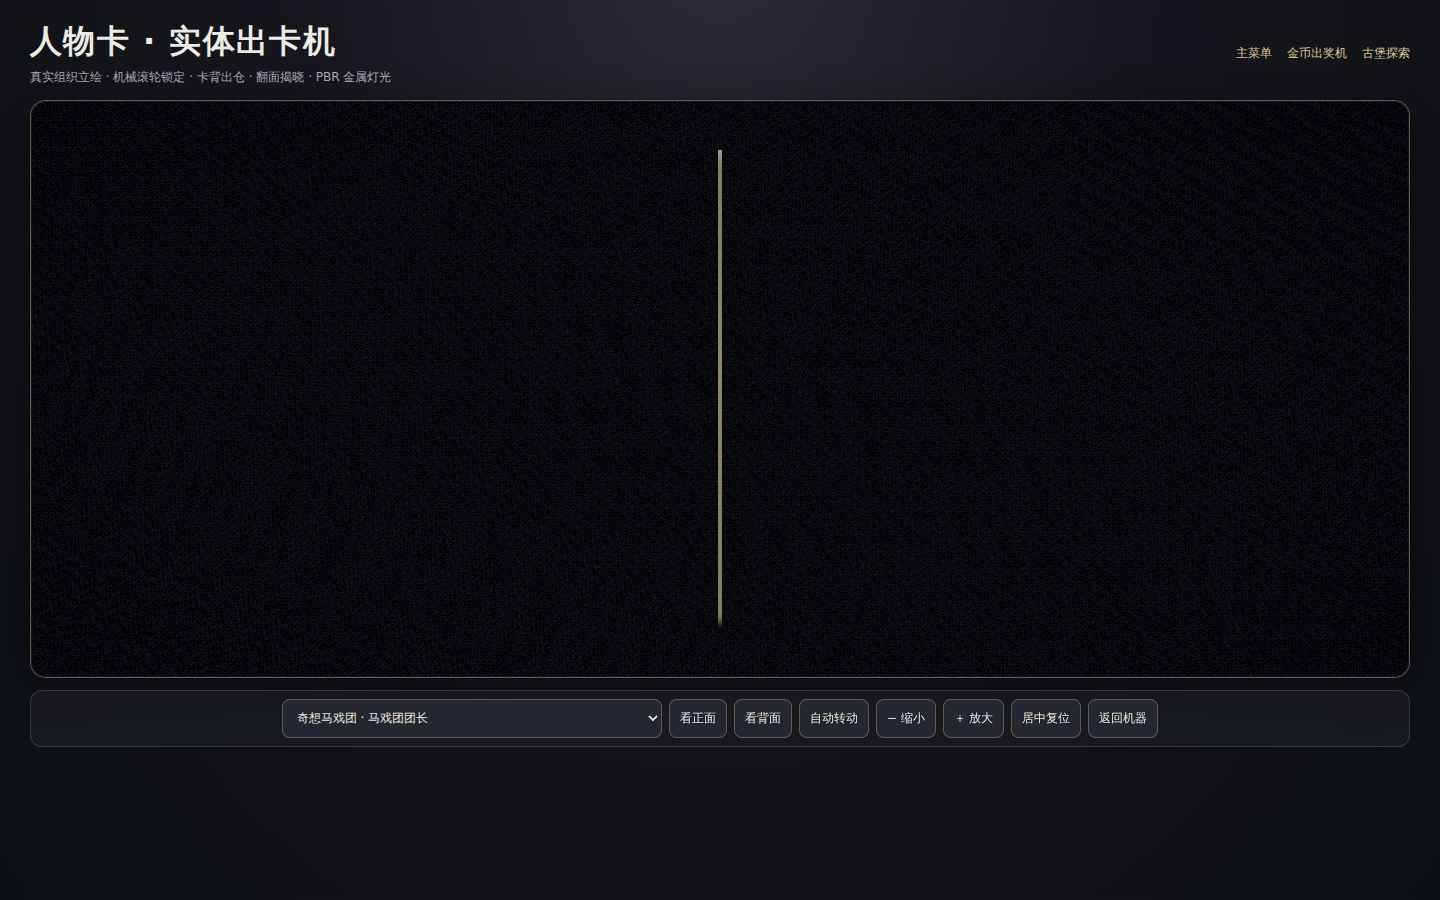 人物卡 · 实体出卡机
真实组织立绘 · 机械滚轮锁定 · 卡背出仓 · 翻面揭晓 · PBR 金属灯光
主菜单 金币出奖机 古堡探索
奇想马戏团 · 马戏团团长
看正面
看背面
自动转动
− 缩小
+ 放大
居中复位
返回机器